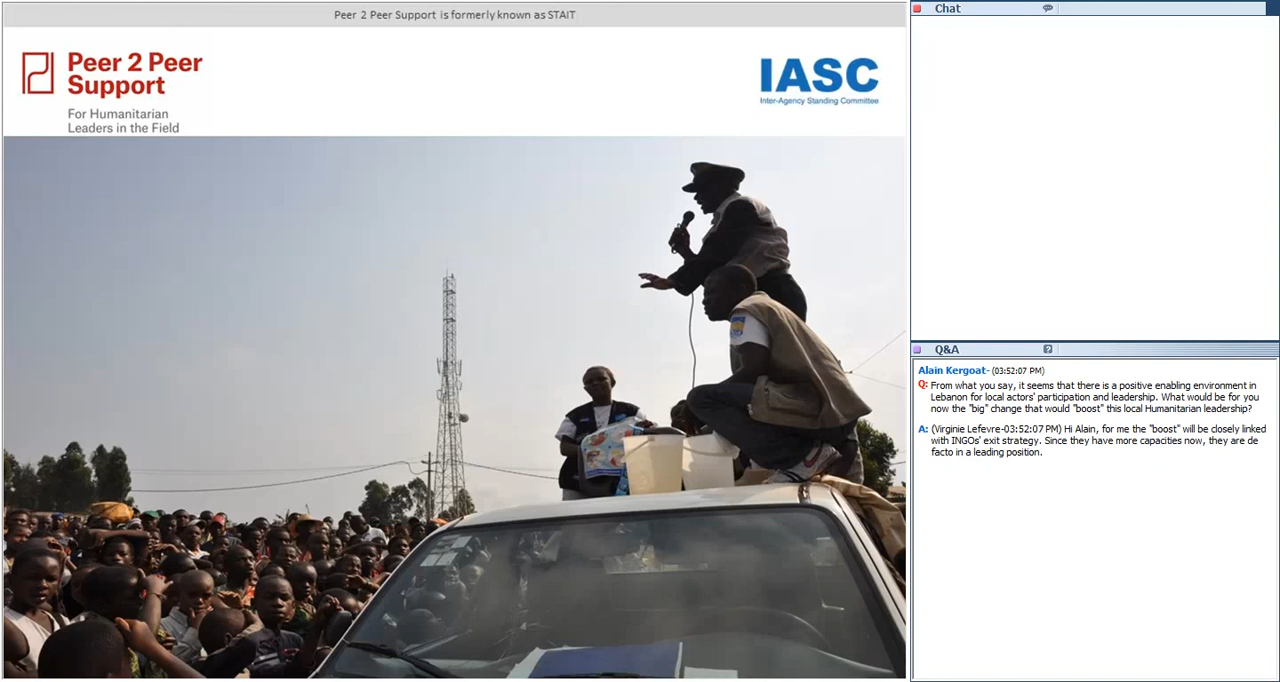 Peer 2 Peer Support is formerly known as STAIT
Peer 2 Peer
Support
For Humanitarian
Leaders in the Field
IASC
Inter-Agency Standing Committee
Chat
Q&A
Alain Kergoat- (03:52:07 PM)
Q: From what you say, it seems that there is a positive enabling environment in
Lebanon for local actors' participation and leadership. What would be for you
now the "big" change that would "boost" this local Humanitarian leadership?
A: (Virginie Lefevre-03:52:07 PM) Hi Alain, for me the "boost" will be closely linked
with INGOs' exit strategy. Since they have more capacities now, they are de
facto in a leading position.